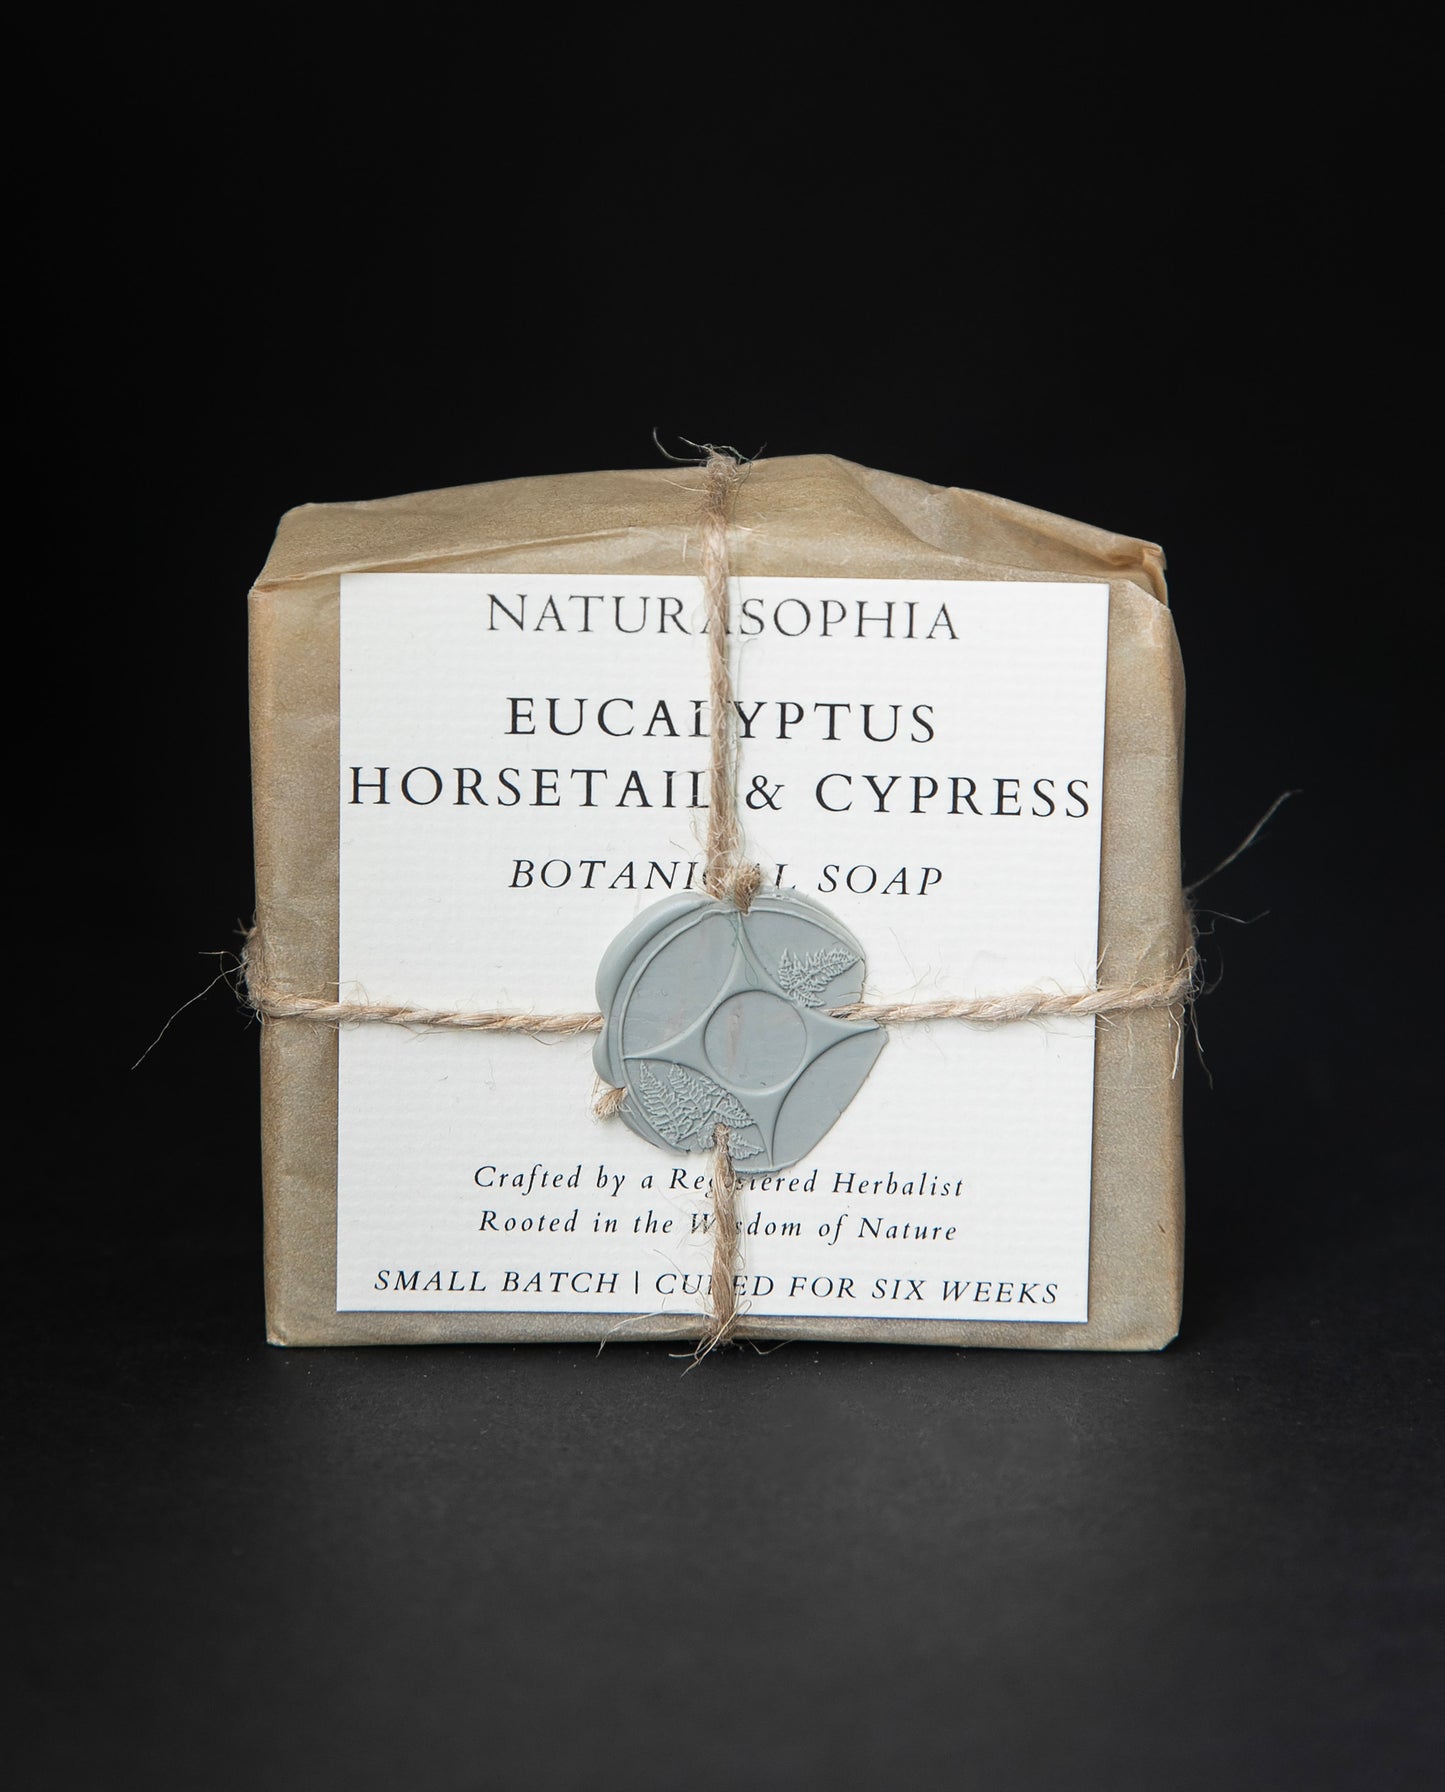 NATURASOPHIA
EUCALYPTUS
HORSETAIL & CYPRESS
BOTANICAL SOAP
Crafted by a Registered Herbalist
Rooted in the Wisdom of Nature
SMALL BATCH | CURED FOR SIX WEEKS